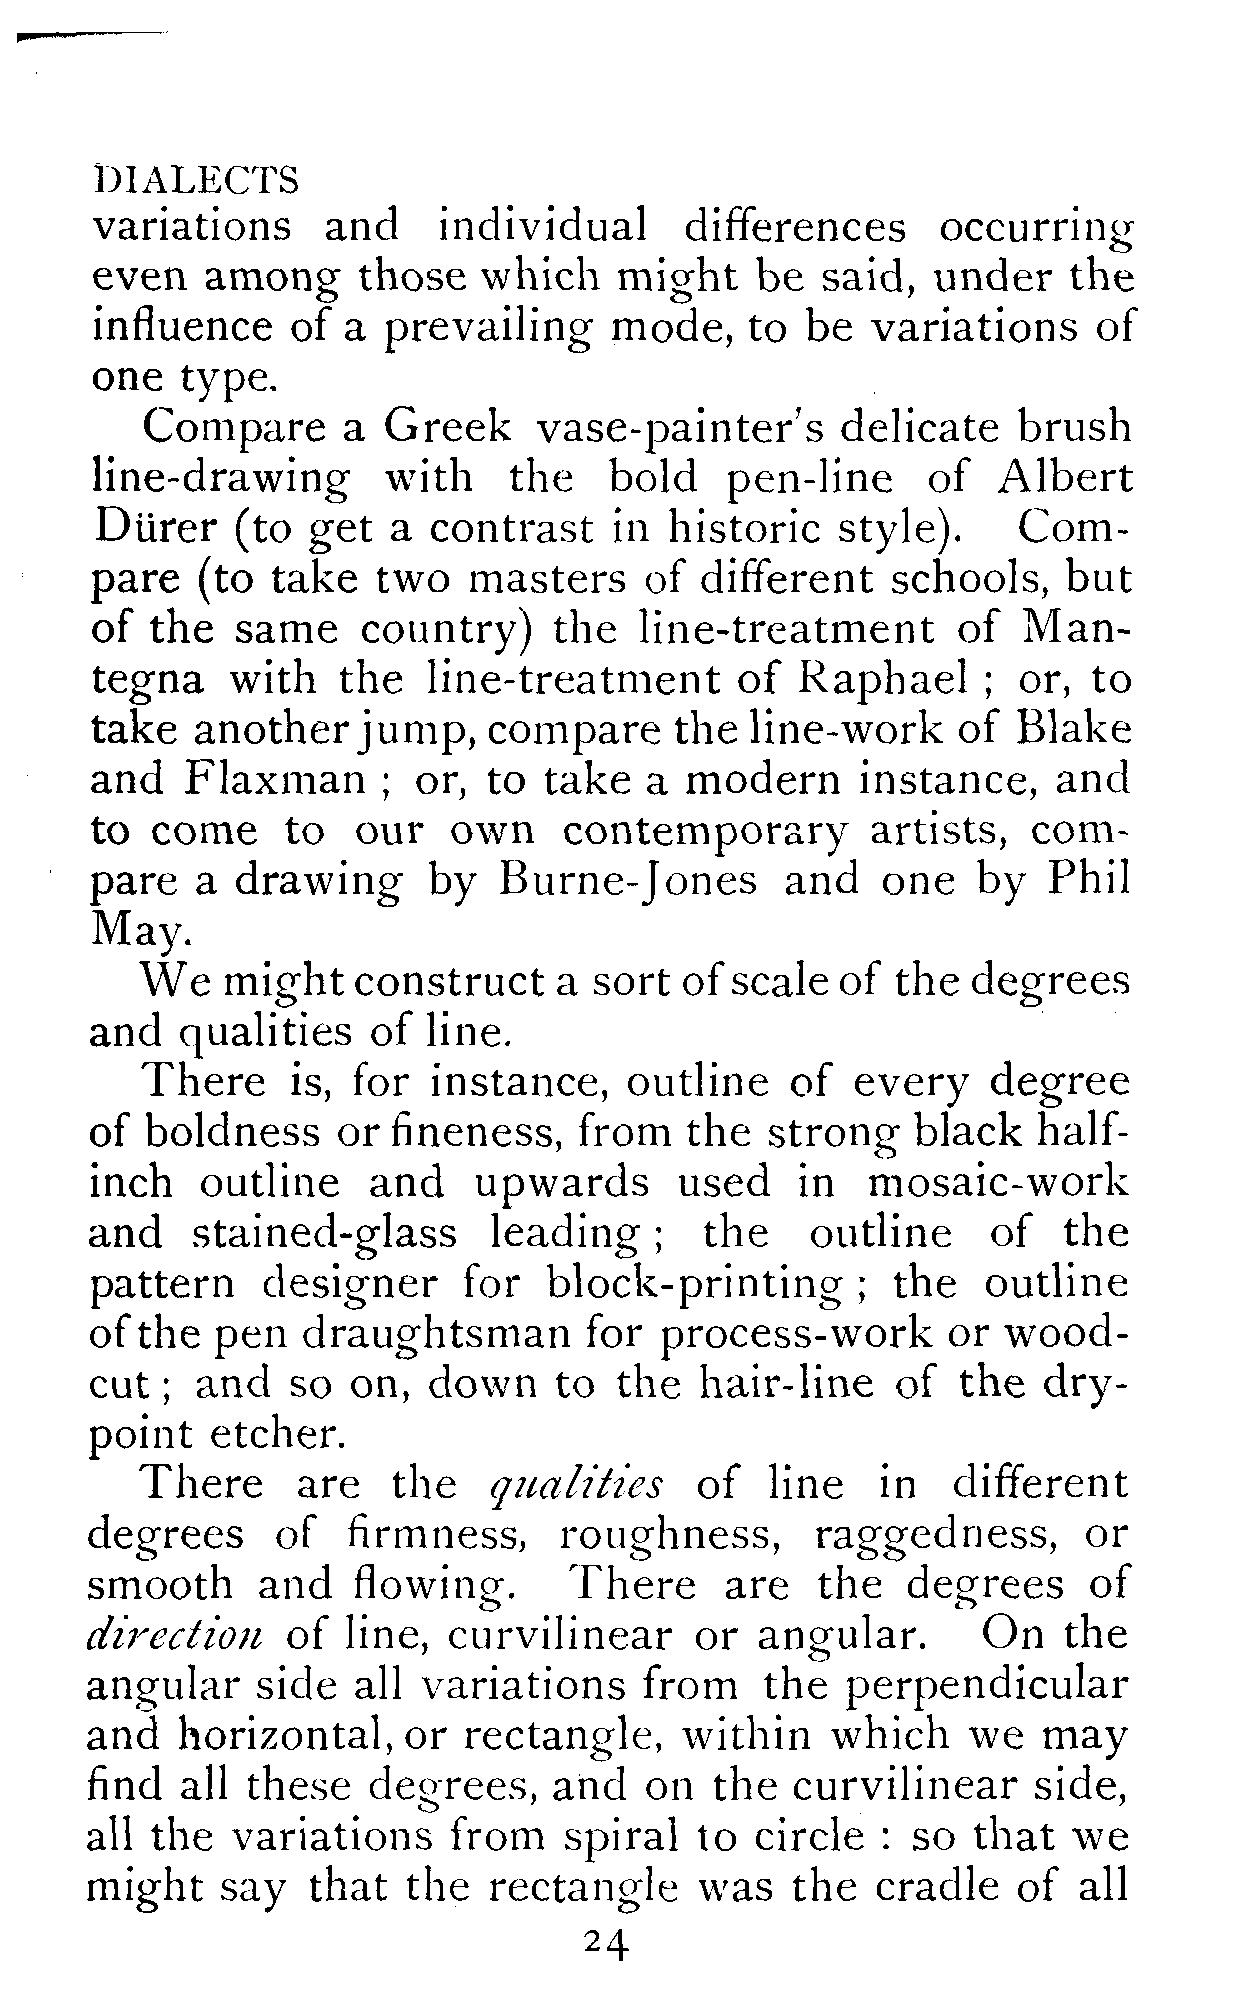 DIALECTS
variations and individual differences occurring
even among those which might be said, under the
influence of a prevailing mode, to be variations of
one type.
Compare a Greek vase-painter's delicate brush
line-drawing with the bold pen-line of Albert
Dürer (to get a contrast in historic style). Com-
pare (to take two masters of different schools, but
of the same country) the line-treatment of Man-
tegna with the line-treatment of Raphael ; or, to
take another jump, compare the line-work of Blake
and Flaxman ; or, to take a modern instance, and
to come to our own contemporary artists, com-
pare a drawing by Burne-Jones and one by Phil
May.
We might construct a sort of scale of the degrees
and qualities of line.
There is, for instance, outline of every degree
of boldness or fineness, from the strong black half-
inch outline and upwards used in mosaic-work
and stained-glass leading ; the outline of the
pattern designer for block-printing ; the outline
of the pen draughtsman for process-work or wood-
cut ; and so on, down to the hair-line of the dry-
point etcher.
There are the qualities of line in different
degrees of firmness, roughness, raggedness, or
smooth and flowing. There are the degrees of
direction of line, curvilinear or angular. On the
angular side all variations from the perpendicular
and horizontal, or rectangle, within which we may
find all these degrees, and on the curvilinear side,
all the variations from spiral to circle : so that we
might say that the rectangle was the cradle of all
24